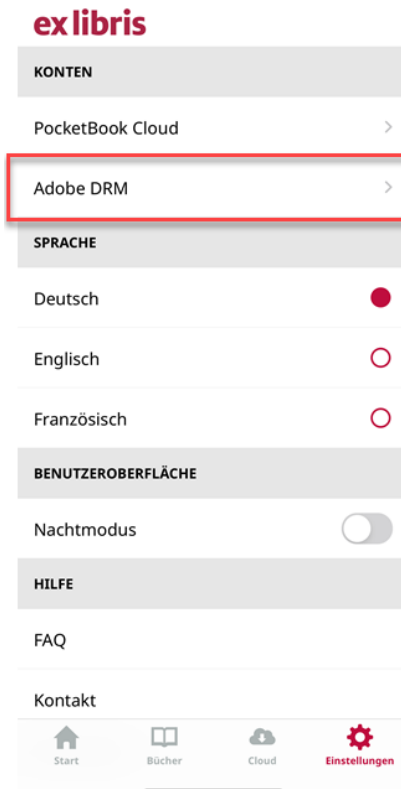 ex libris
KONTEN
PocketBook Cloud
Adobe DRM
SPRACHE
Deutsch
Englisch
Französisch
BENUTZEROBERFLÄCHE
Nachtmodus
HILFE
FAQ
Kontakt
Start Bücher Cloud Einstellungen